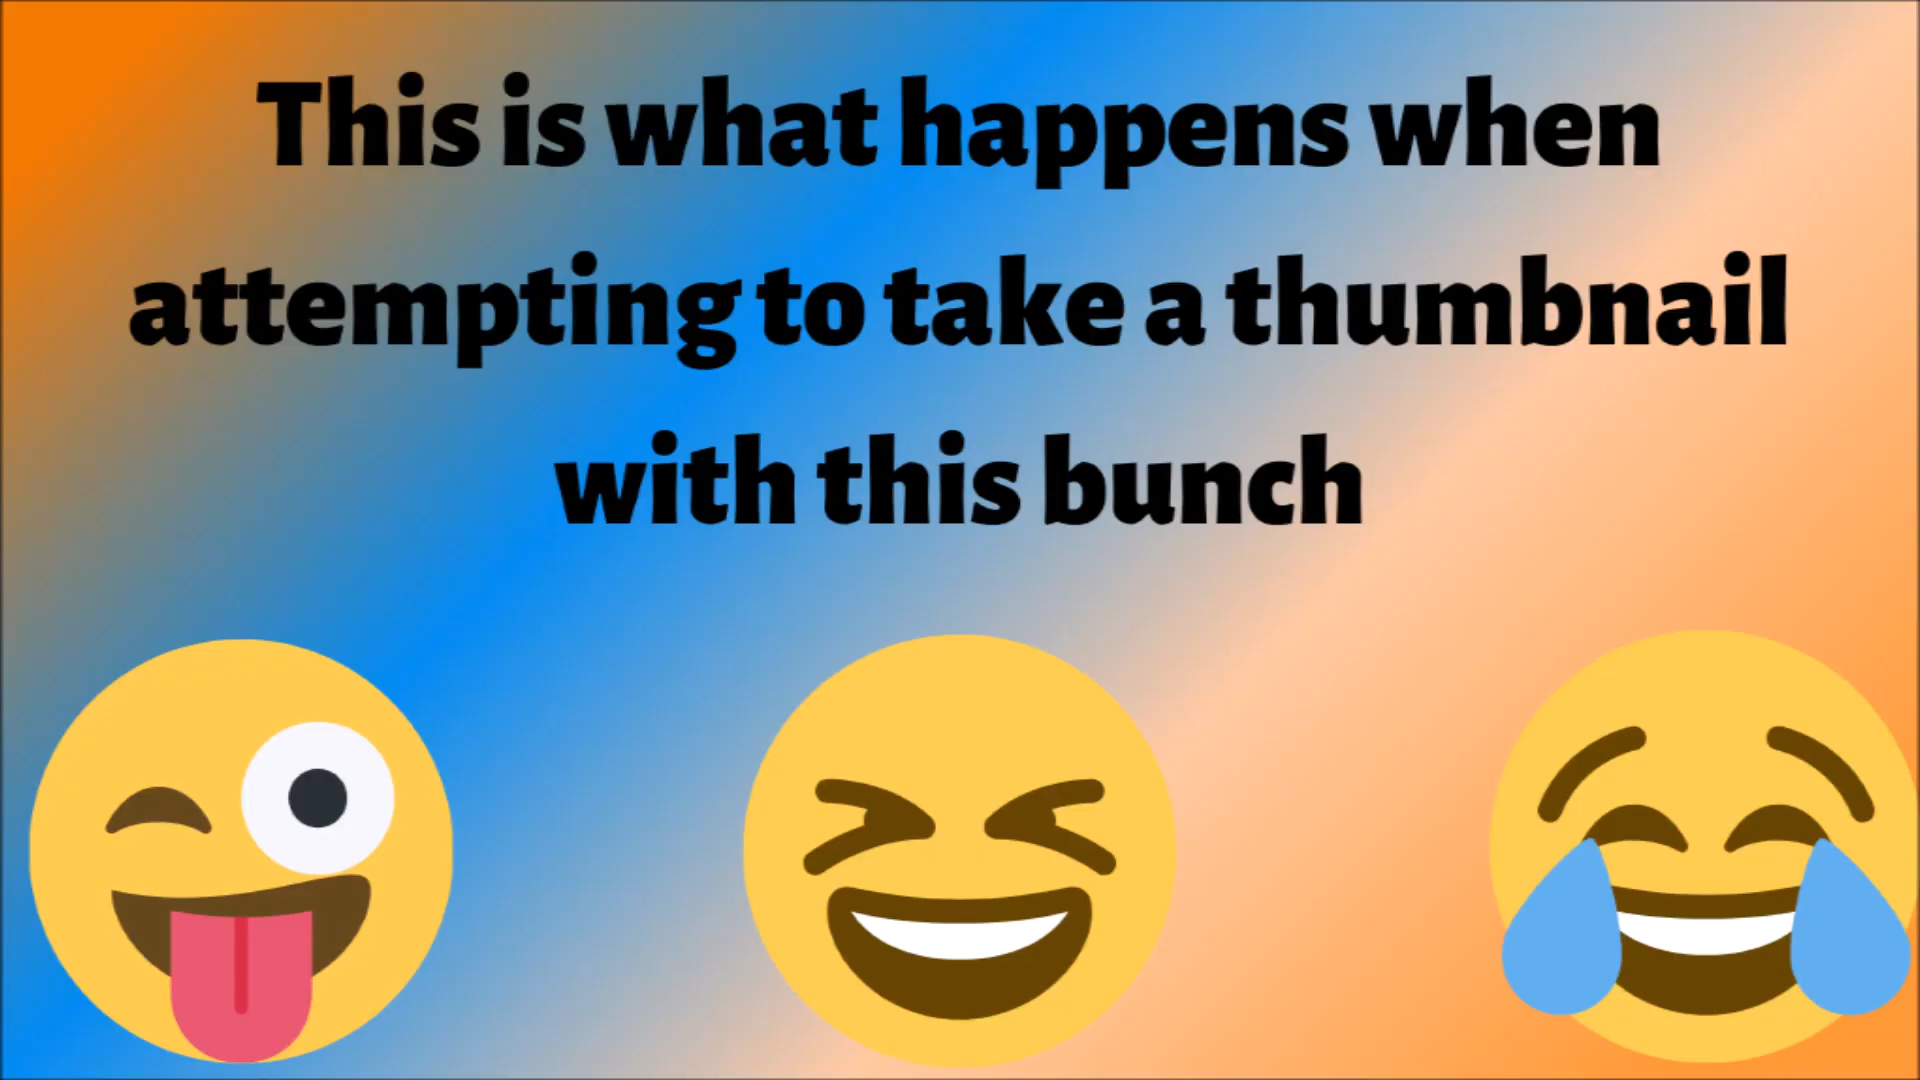 This is what happens when
attempting to take a thumbnail
with this bunch